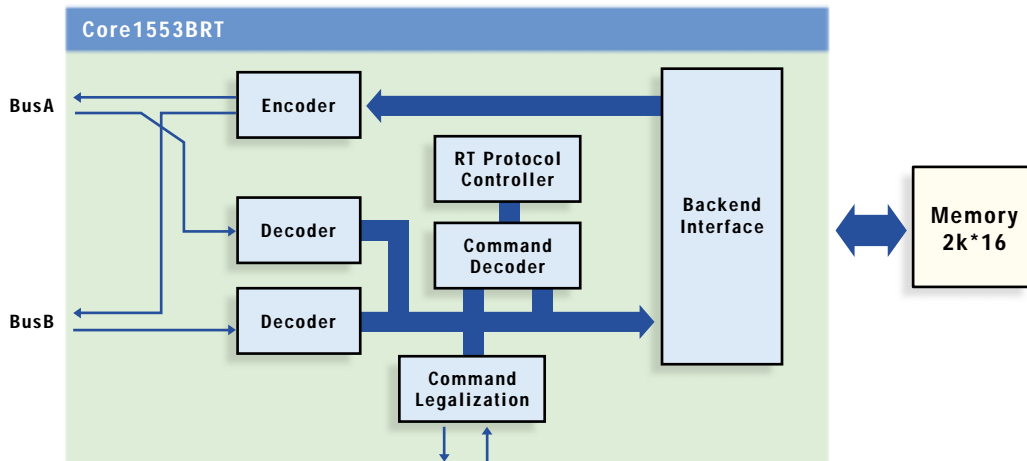 Core1553BRT
BusA
Encoder
RT Protocol
Controller
Backend
Interface
Memory
2k*16
Decoder
Command
Decoder
BusB
Decoder
Command
Legalization